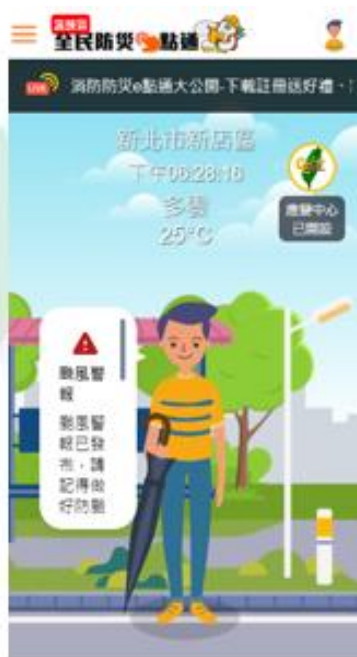 消防署
全民防災e點通
LIVE
消防防災e點通大公開-下載註冊送好禮，
新北市新店區
下午06:28:16
多雲
25°C
應變中心
已開設
颱風警
報
颱風警
報已發
布，請
記得做
好防颱